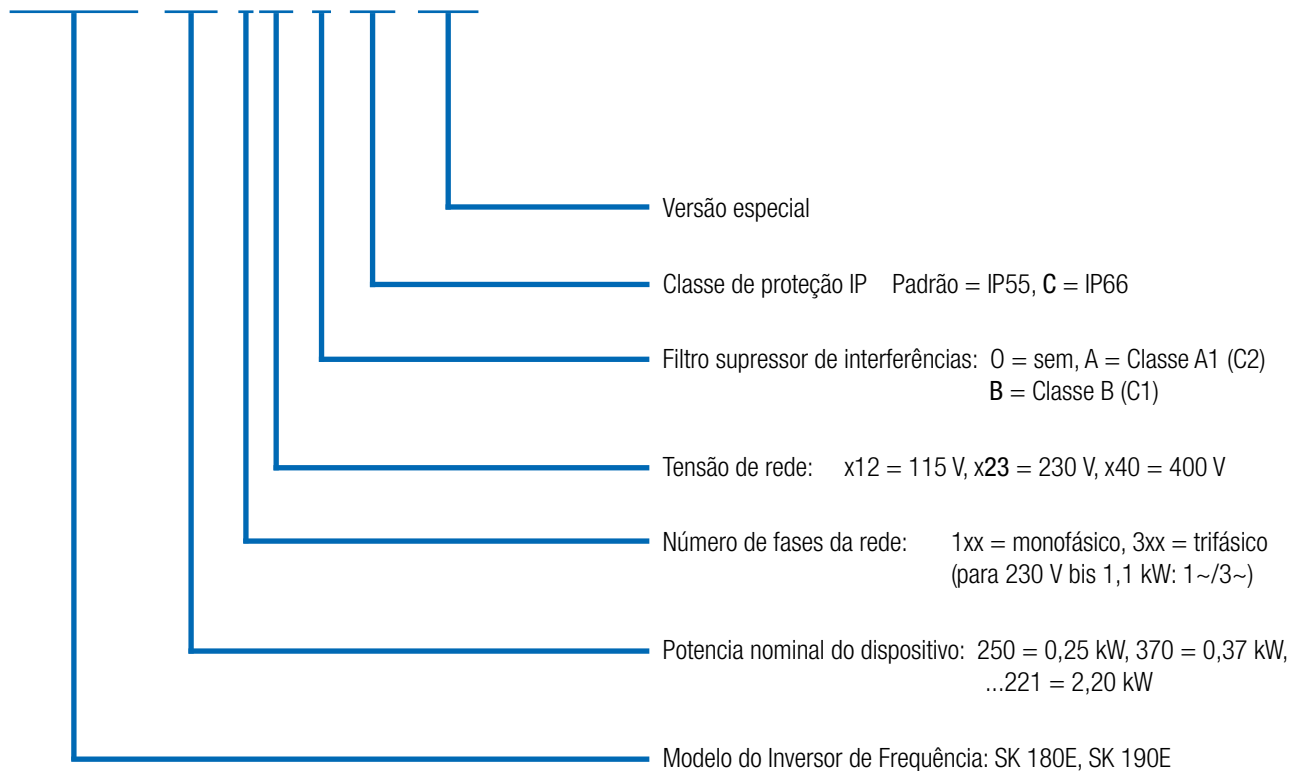 Versão especial
Classe de proteção IP Padrão = IP55, C = IP66
Filtro supressor de interferências: O = sem, A = Classe A1 (C2)
B = Classe B (C1)
Tensão de rede: x12 = 115 V, x23 = 230 V, x40 = 400 V
Número de fases da rede: 1xx = monofásico, 3xx = trifásico
(para 230 V bis 1,1 kW: 1~/3~)
Potencia nominal do dispositivo: 250 = 0,25 kW, 370 = 0,37 kW,
...221 = 2,20 kW
Modelo do Inversor de Frequência: SK 180E, SK 190E